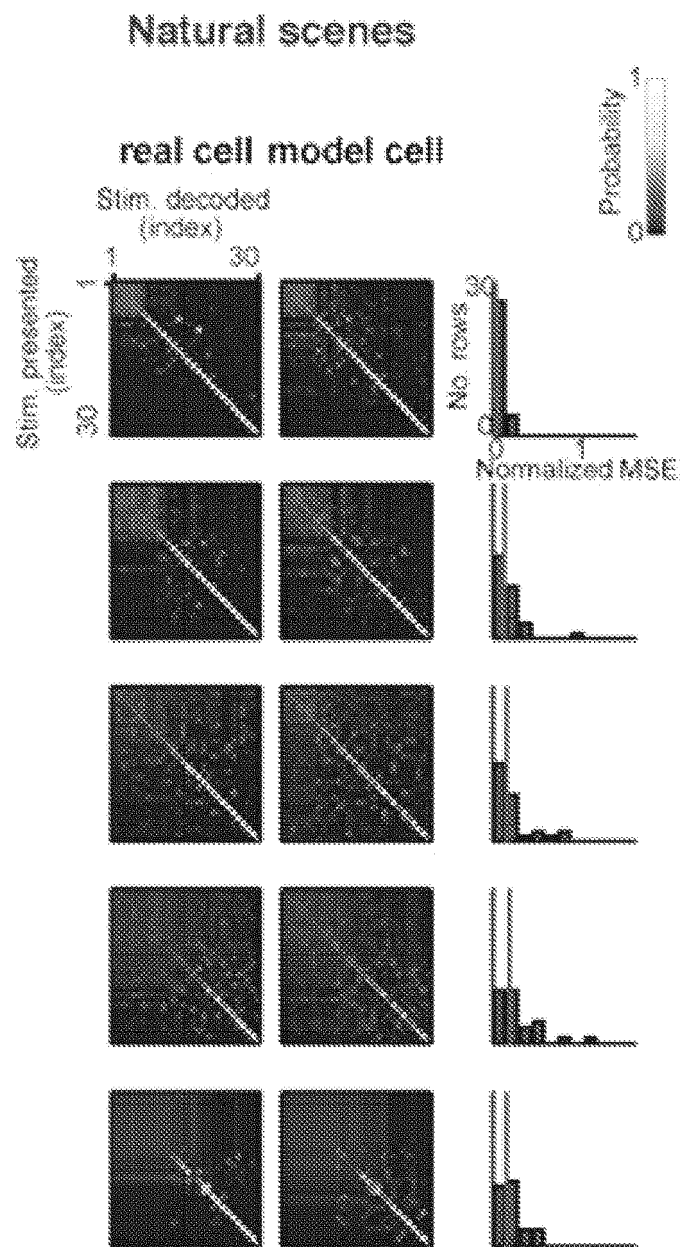 Natural scenes
real cell model cell
Stim. decoded
(index)
1 30
Stim. presented
(index)
1
30
Probability
1
0
No. rows
30
0
0 1
Normalized MSE